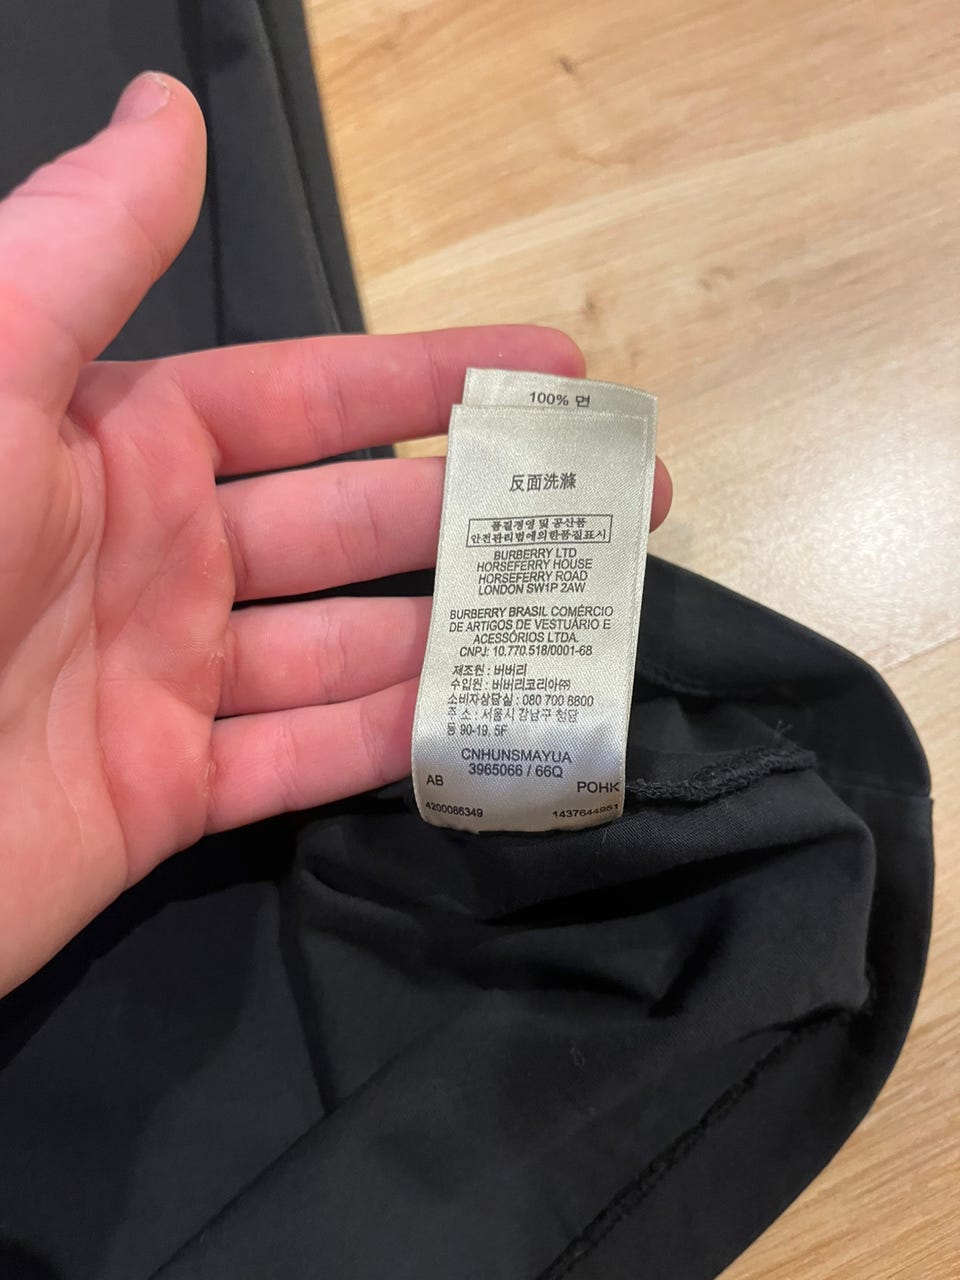 100% 면
反面洗滌
품질경영 및 공산품
안전관리법에의한품질표시
BURBERRY LTD
HORSEFERRY HOUSE
HORSEFERRY ROAD
LONDON SW1P 2AW
BURBERRY BRASIL COMÉRCIO
DE ARTIGOS DE VESTUÁRIO E
ACESSÓRIOS LTDA.
CNPJ: 10.770.518/0001-68
제조원 : 버버리
수입원 : 버버리코리아㈜
소비자상담실 : 080 700 8800
주 소 : 서울시 강남구 청담
동 90-19, 5F
CNHUNSMAYUA
3965066 / 66Q
AB POHK
4200086349 1437644951